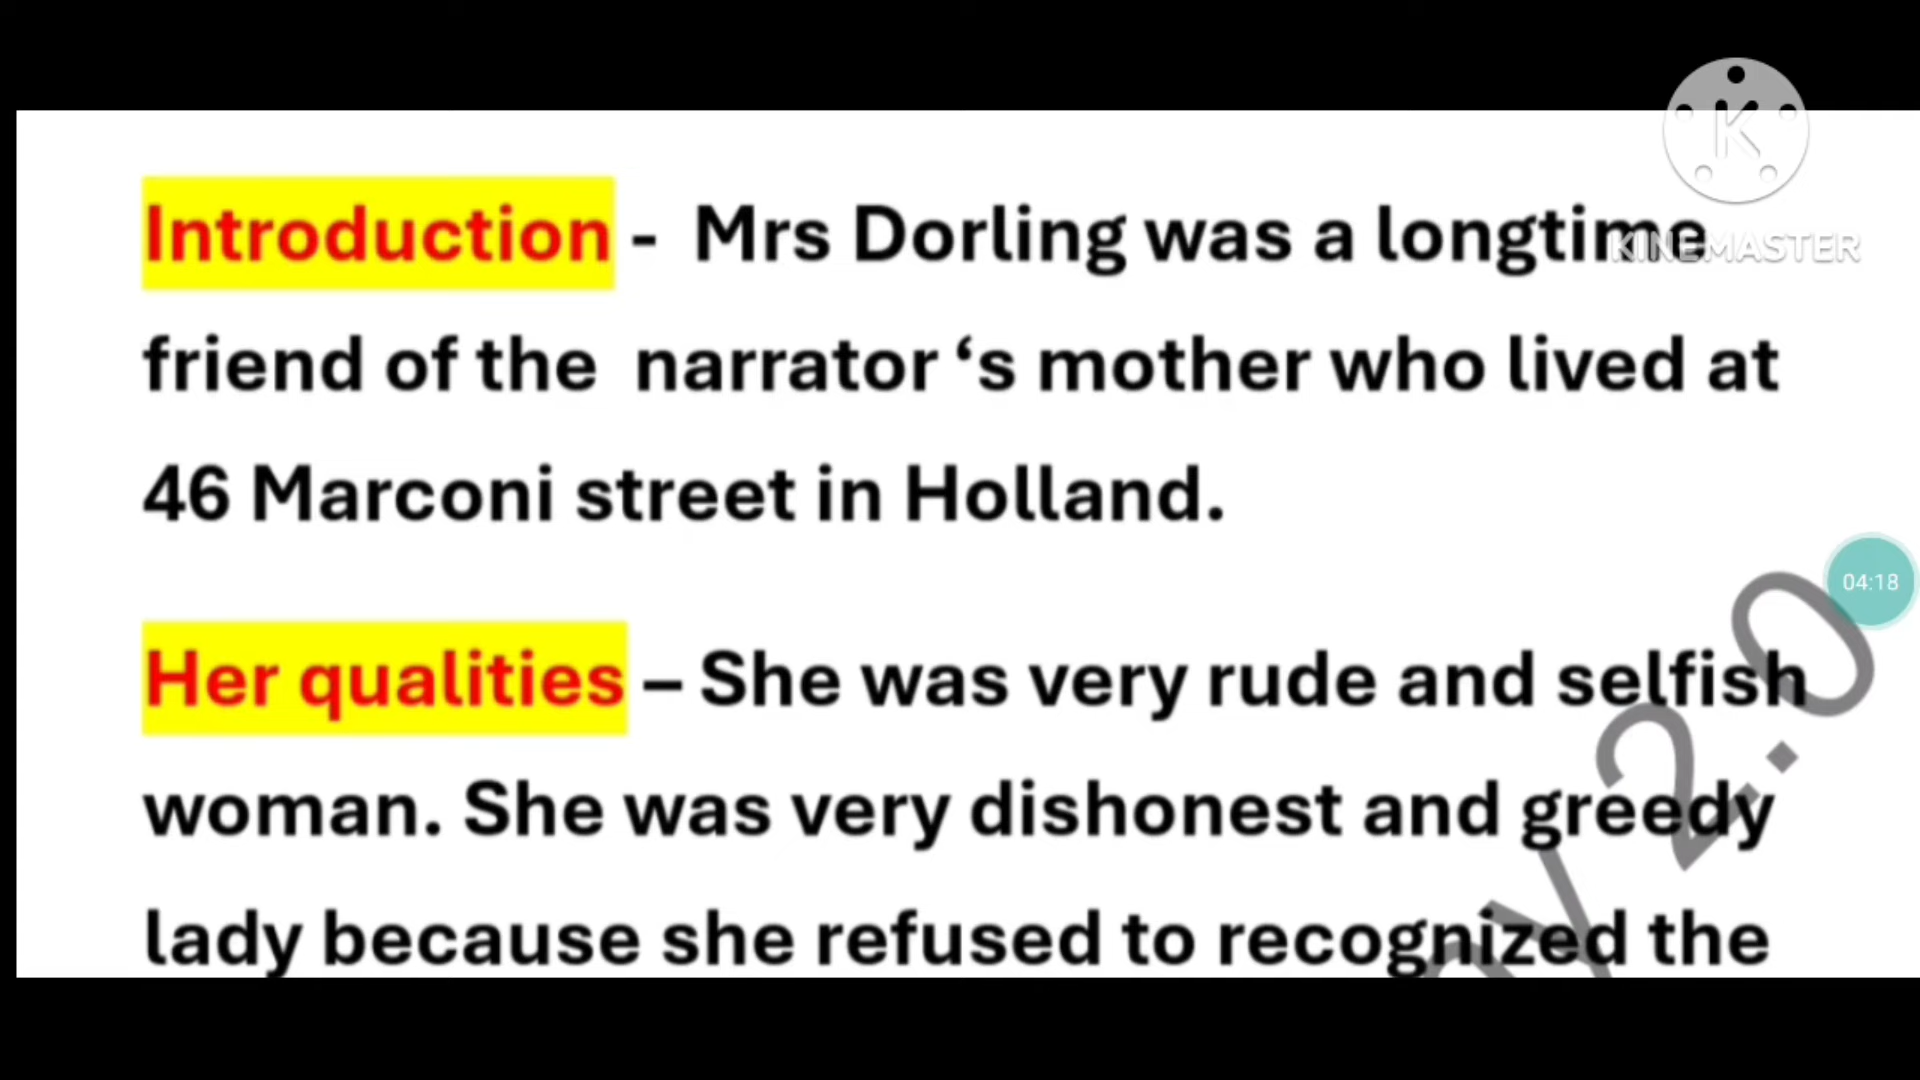 Introduction - Mrs Dorling was a longtime
KINEMASTER
friend of the narrator ‘s mother who lived at
46 Marconi street in Holland.
04:18
Her qualities – She was very rude and selfish
woman. She was very dishonest and greedy
lady because she refused to recognized the
y 2.0